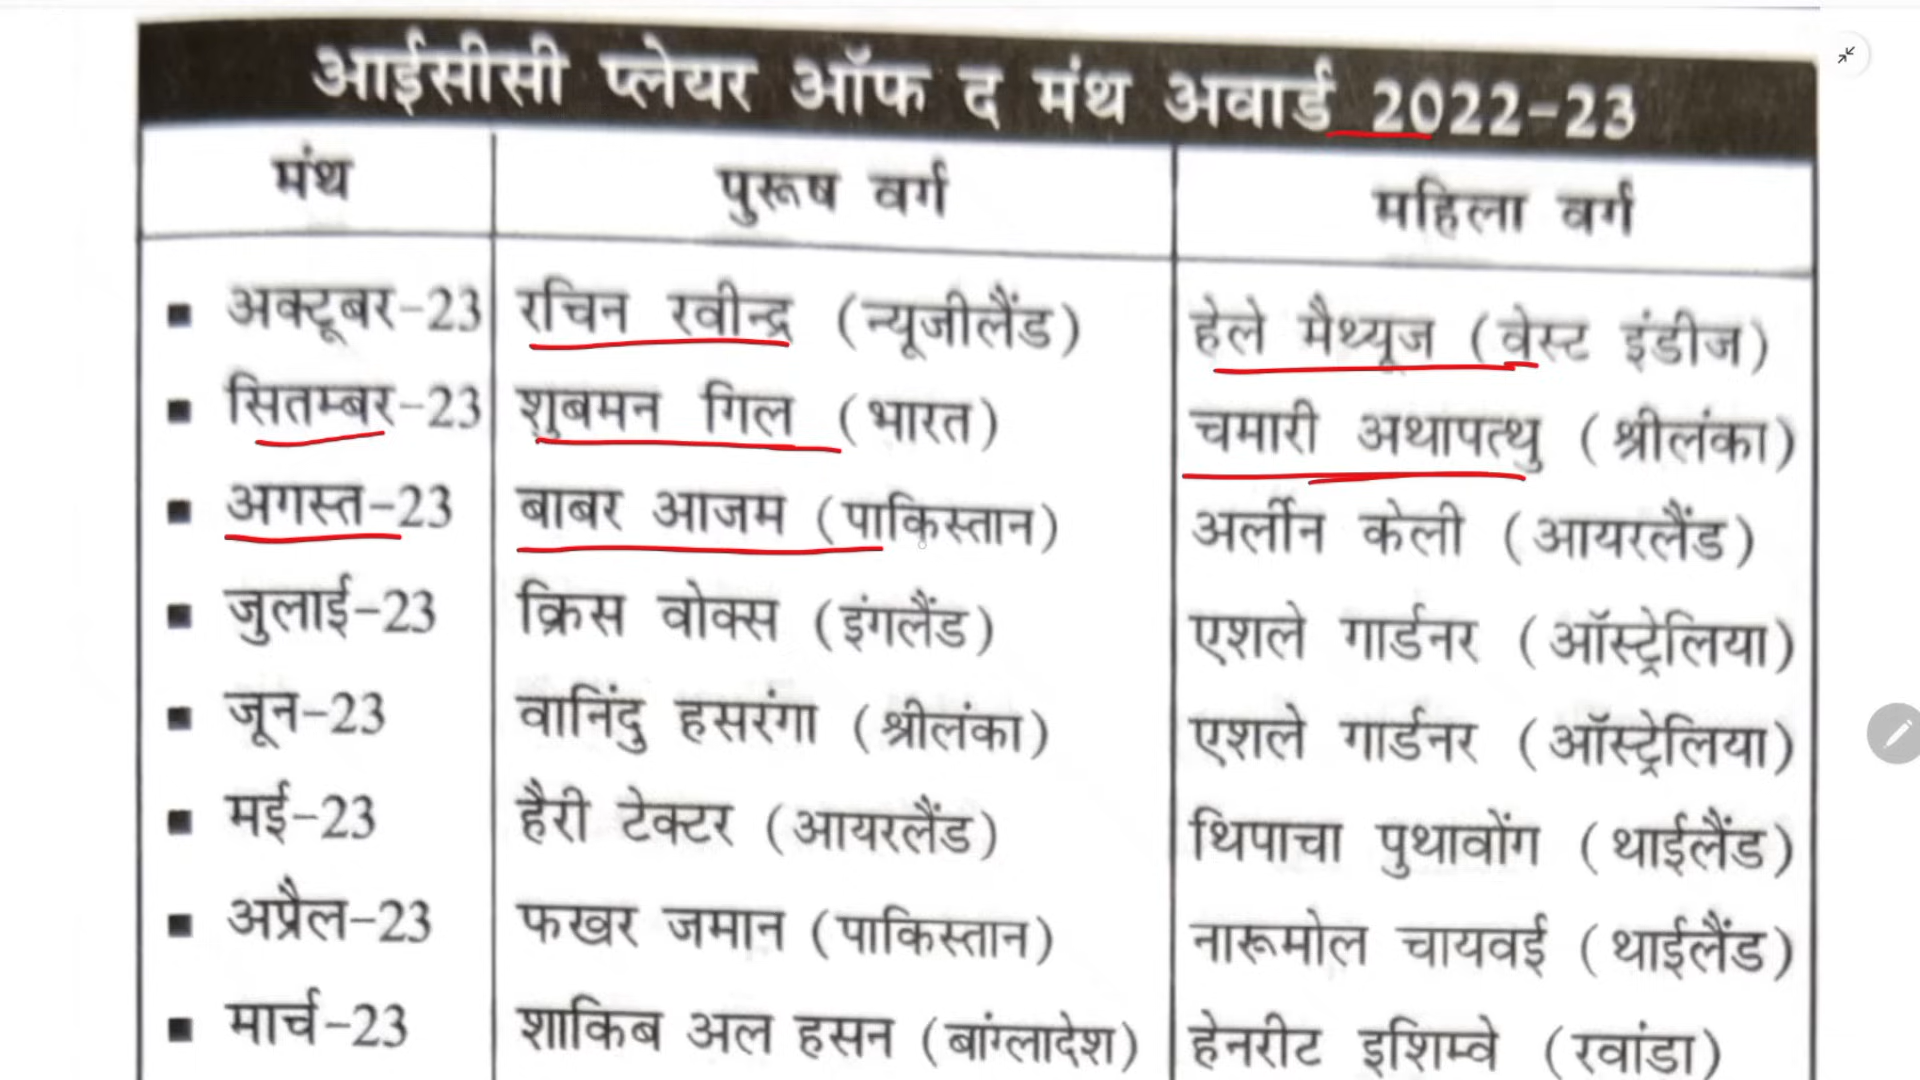 आईसीसी प्लेयर ऑफ द मंथ अवार्ड 2022-23
मंथ पुरूष वर्ग महिला वर्ग
▪ अक्टूबर-23 रचिन रवीन्द्र (न्यूजीलैंड) हेले मैथ्यूज (वेस्ट इंडीज)
▪ सितम्बर-23 शुबमन गिल (भारत) चमारी अथापत्थु (श्रीलंका)
▪ अगस्त-23 बाबर आजम (पाकिस्तान) अर्लीन केली (आयरलैंड)
▪ जुलाई-23 क्रिस वोक्स (इंगलैंड) एशले गार्डनर (ऑस्ट्रेलिया)
▪ जून-23 वानिंदु हसरंगा (श्रीलंका) एशले गार्डनर (ऑस्ट्रेलिया)
▪ मई-23 हैरी टेक्टर (आयरलैंड) थिपाचा पुथावोंग (थाईलैंड)
▪ अप्रैल-23 फखर जमान (पाकिस्तान) नारूमोल चायवई (थाईलैंड)
▪ मार्च-23 शाकिब अल हसन (बांग्लादेश) हेनरीट इशिम्वे (रवांडा)